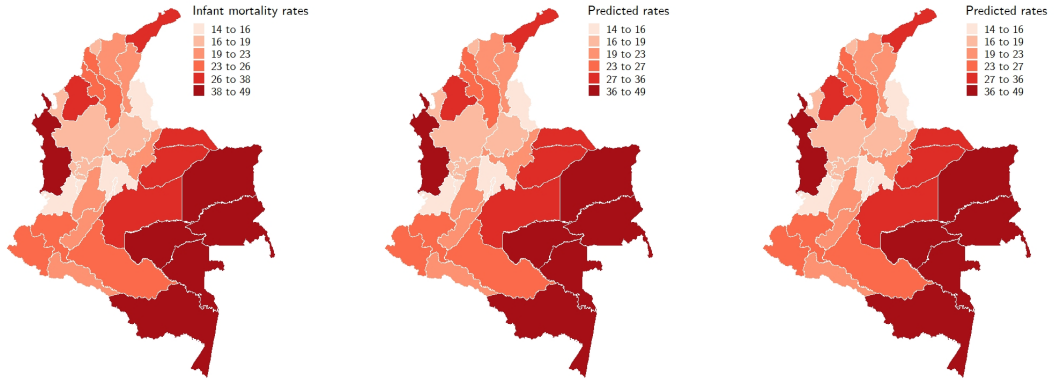 Infant mortality rates
14 to 16
16 to 19
19 to 23
23 to 26
26 to 38
38 to 49
Predicted rates
14 to 16
16 to 19
19 to 23
23 to 27
27 to 36
36 to 49
Predicted rates
14 to 16
16 to 19
19 to 23
23 to 27
27 to 36
36 to 49